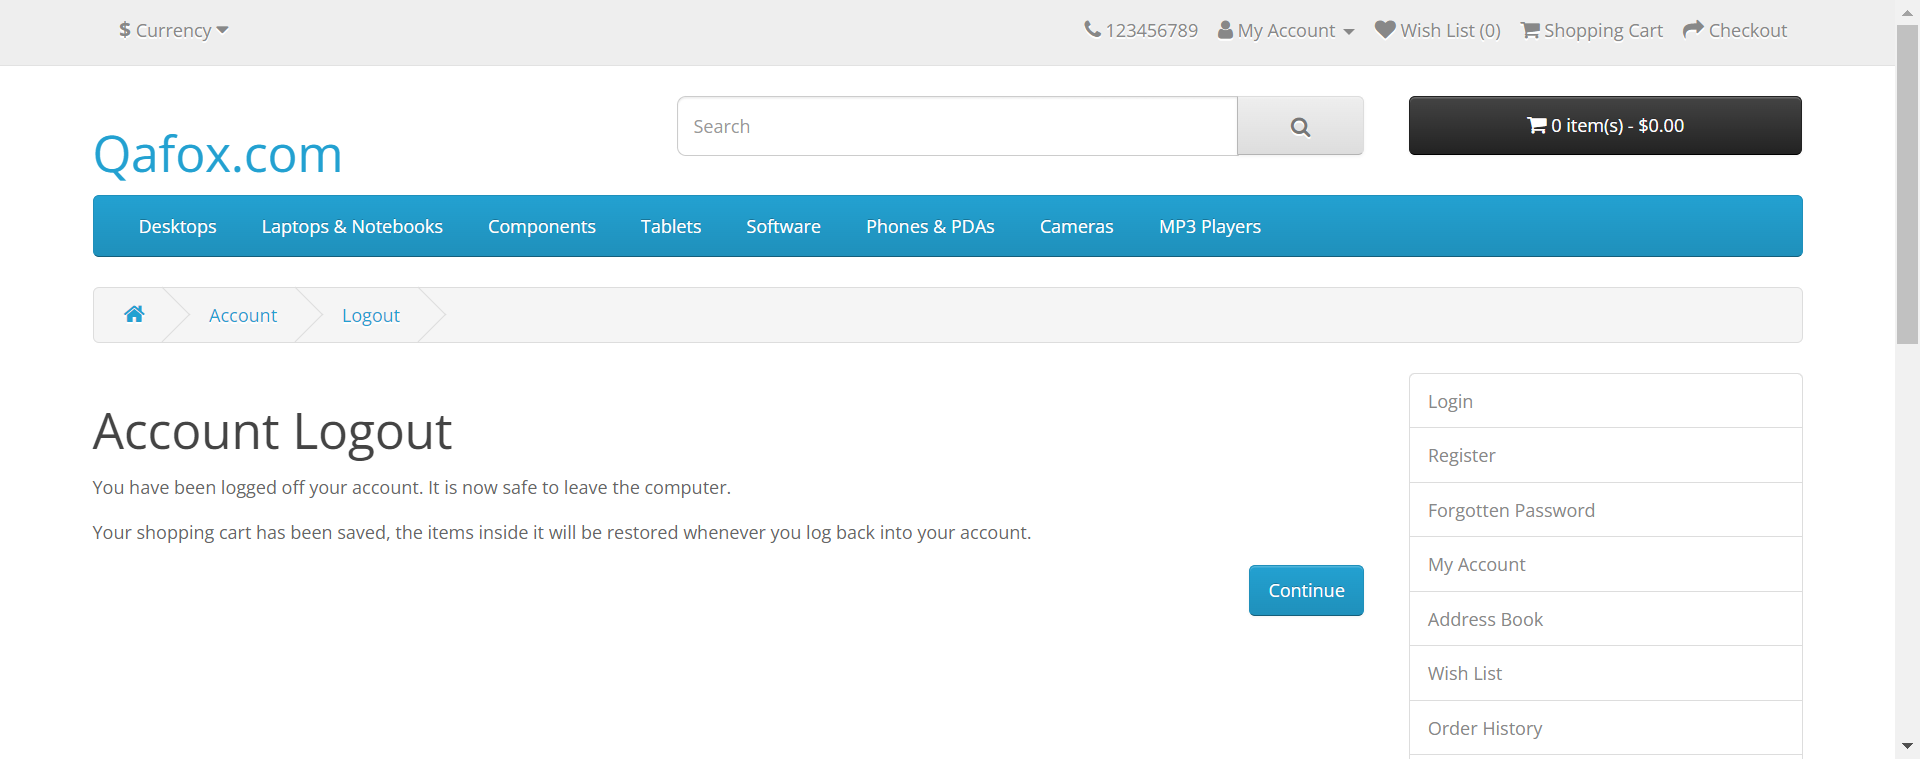 $ Currency
123456789 My Account Wish List (0) Shopping Cart Checkout
Qafox.com
Search
0 item(s) - $0.00
Desktops Laptops & Notebooks Components Tablets Software Phones & PDAs Cameras MP3 Players
Account Logout
Account Logout
You have been logged off your account. It is now safe to leave the computer.
Your shopping cart has been saved, the items inside it will be restored whenever you log back into your account.
Continue
Login
Register
Forgotten Password
My Account
Address Book
Wish List
Order History